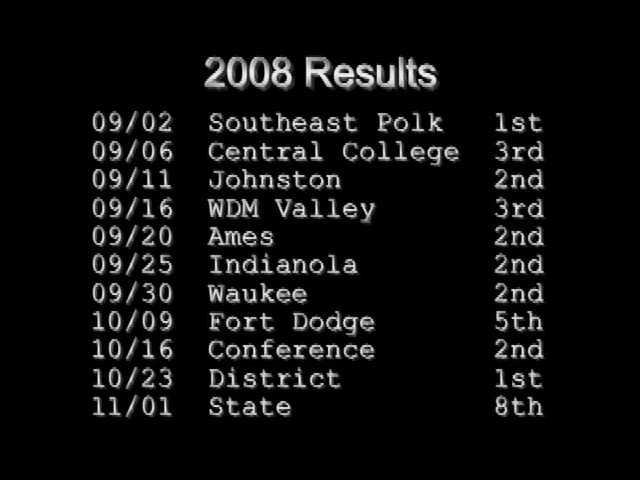 2008 Results
09/02 Southeast Polk 1st
09/06 Central College 3rd
09/11 Johnston 2nd
09/16 WDM Valley 3rd
09/20 Ames 2nd
09/25 Indianola 2nd
09/30 Waukee 2nd
10/09 Fort Dodge 5th
10/16 Conference 2nd
10/23 District 1st
11/01 State 8th